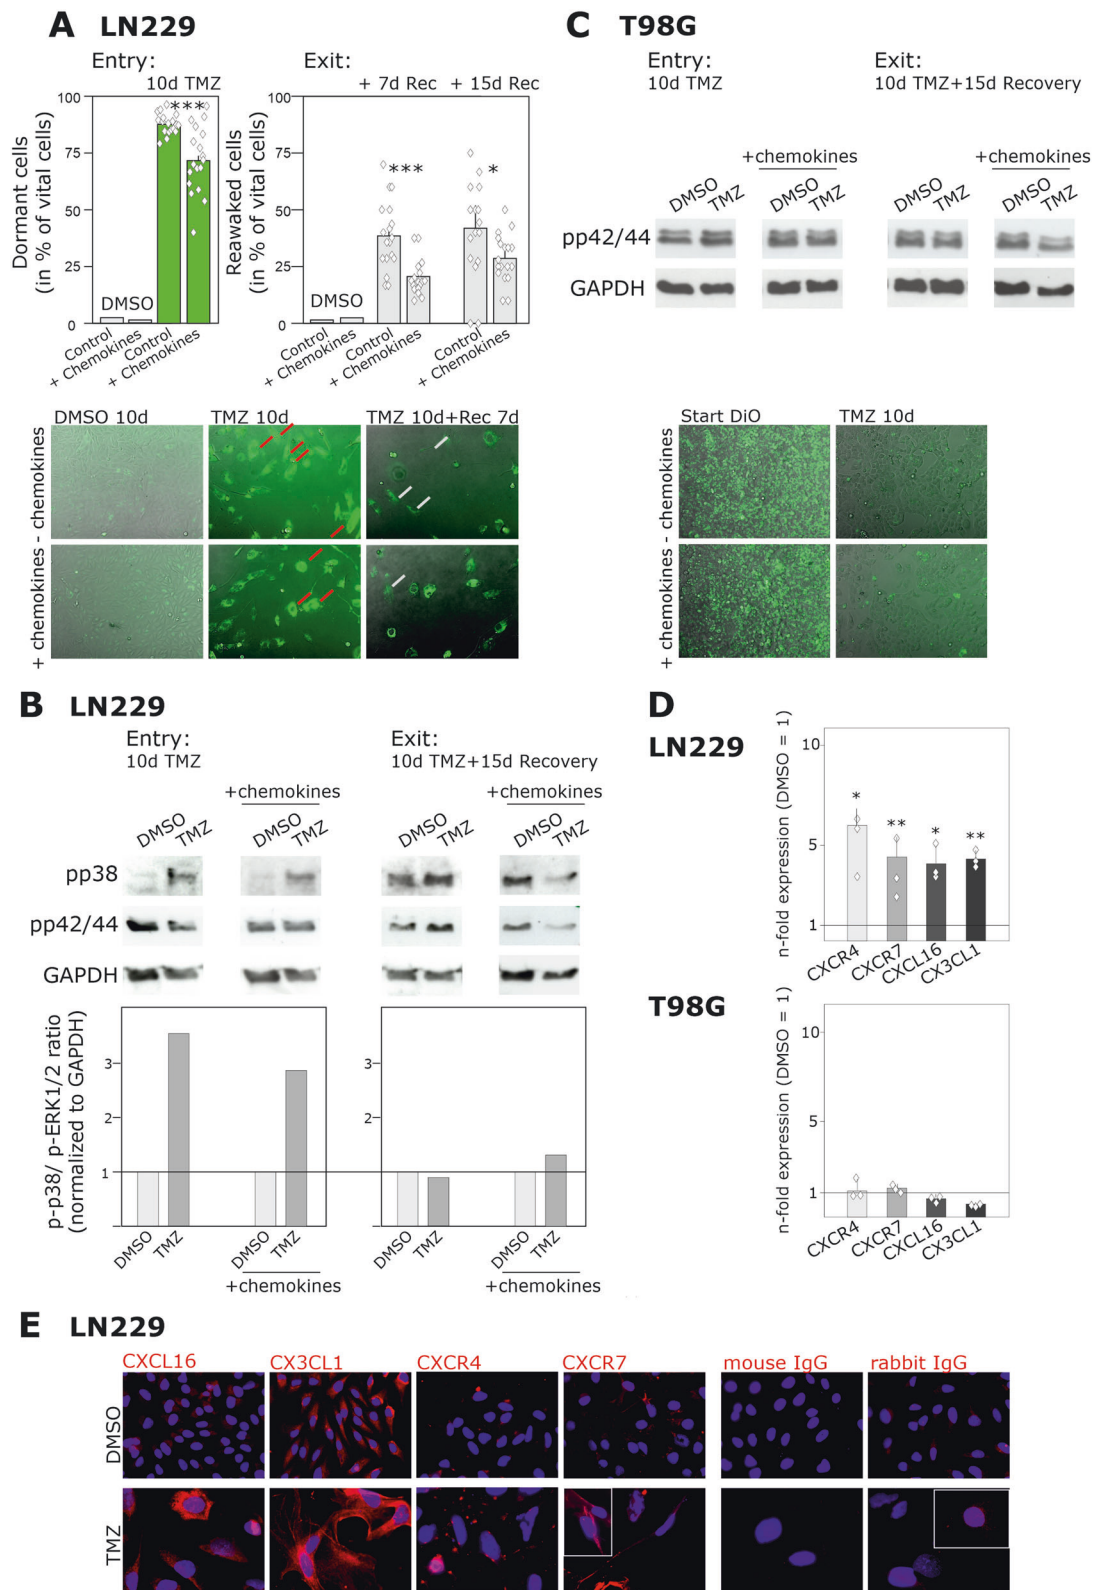 A LN229
Entry:
10d TMZ
Exit:
+ 7d Rec + 15d Rec
Dormant cells
(in % of vital cells)
100
75
50
25
0
***
DMSO
Control
+ Chemokines
Control
+ Chemokines
Reawaked cells
(in % of vital cells)
100
75
50
25
0
***
*
DMSO
Control
+ Chemokines
Control
+ Chemokines
Control
+ Chemokines
DMSO 10d TMZ 10d TMZ 10d+Rec 7d
+ chemokines - chemokines
C T98G
Entry:
10d TMZ
Exit:
10d TMZ+15d Recovery
+chemokines
+chemokines
DMSO TMZ DMSO TMZ DMSO TMZ DMSO TMZ
pp42/44
GAPDH
Start DiO TMZ 10d
+ chemokines - chemokines
B LN229
Entry:
10d TMZ
Exit:
10d TMZ+15d Recovery
+chemokines
+chemokines
DMSO TMZ DMSO TMZ DMSO TMZ DMSO TMZ
pp38
pp42/44
GAPDH
p-p38/ p-ERK1/2 ratio
(normalized to GAPDH)
3
2
1
3
2
DMSO TMZ DMSO TMZ DMSO TMZ DMSO TMZ
+chemokines
+chemokines
D
LN229
n-fold expression (DMSO = 1)
10
5
1
*
**
*
**
CXCR4 CXCR7 CXCL16 CX3CL1
T98G
n-fold expression (DMSO = 1)
10
5
1
CXCR4 CXCR7 CXCL16 CX3CL1
E LN229
CXCL16 CX3CL1 CXCR4 CXCR7 mouse IgG rabbit IgG
DMSO
TMZ